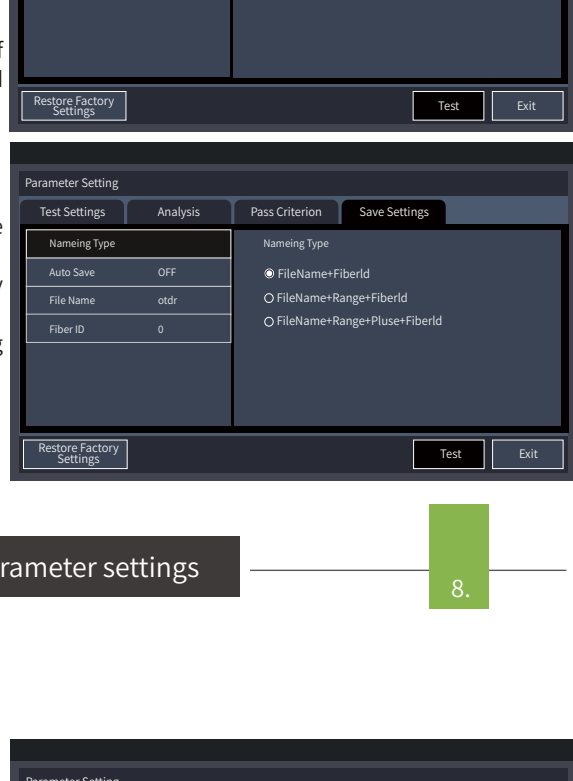 Restore Factory
Settings
Test
Exit
Parameter Setting
Test Settings
Analysis
Pass Criterion
Save Settings
Nameing Type
Auto Save OFF
File Name otdr
Fiber ID 0
Nameing Type
FileName+Fiberld
FileName+Range+Fiberld
FileName+Range+Pluse+Fiberld
Restore Factory
Settings
Test
Exit
settings
8.
Parameter Setting